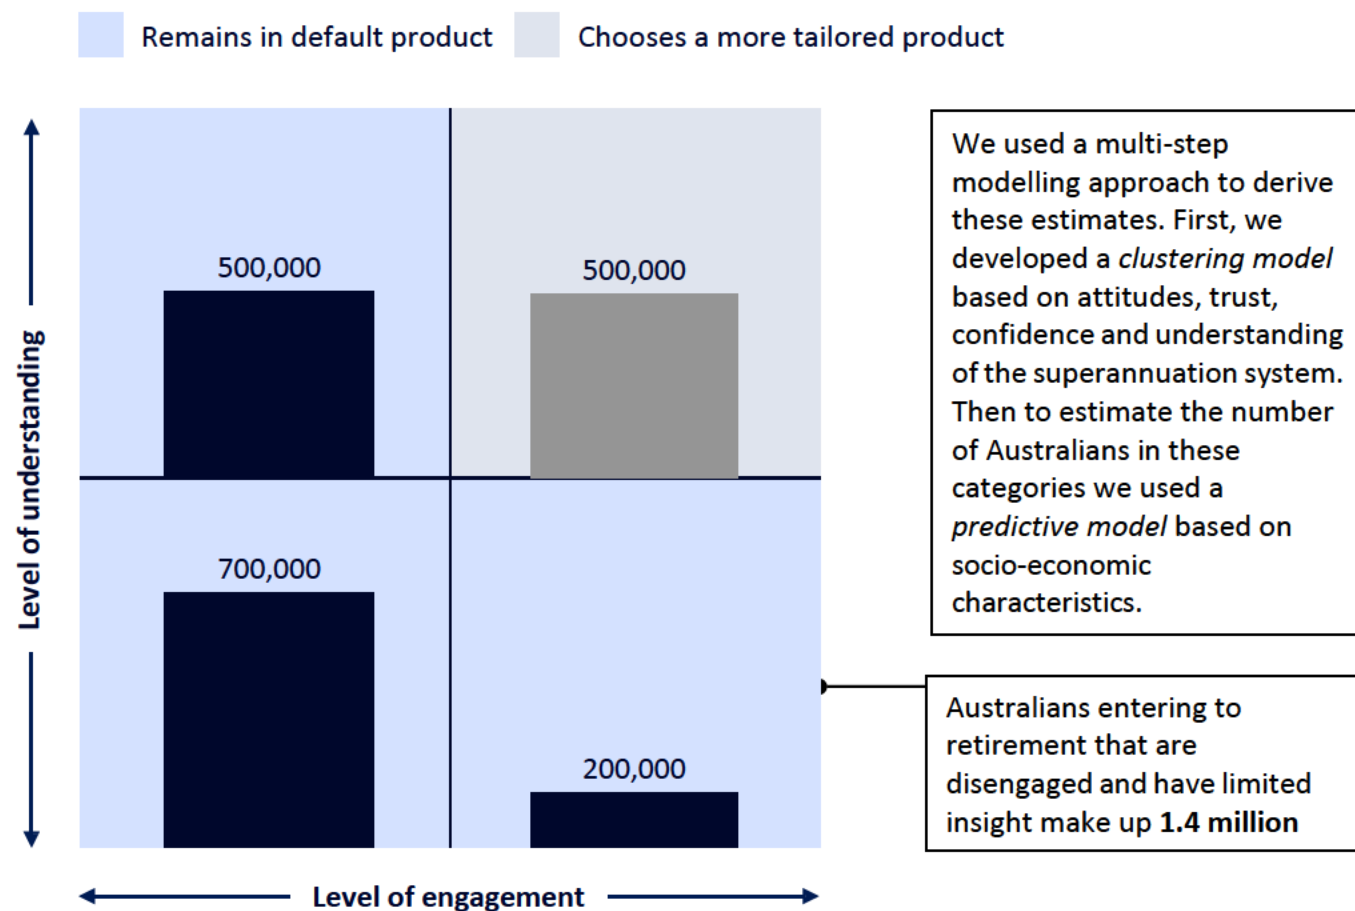 Remains in default product
Chooses a more tailored product
Level of understanding
500,000
500,000
700,000
200,000
Level of engagement
We used a multi-step
modelling approach to derive
these estimates. First, we
developed a clustering model
based on attitudes, trust,
confidence and understanding
of the superannuation system.
Then to estimate the number
of Australians in these
categories we used a
predictive model based on
socio-economic
characteristics.
Australians entering to
retirement that are
disengaged and have limited
insight make up 1.4 million